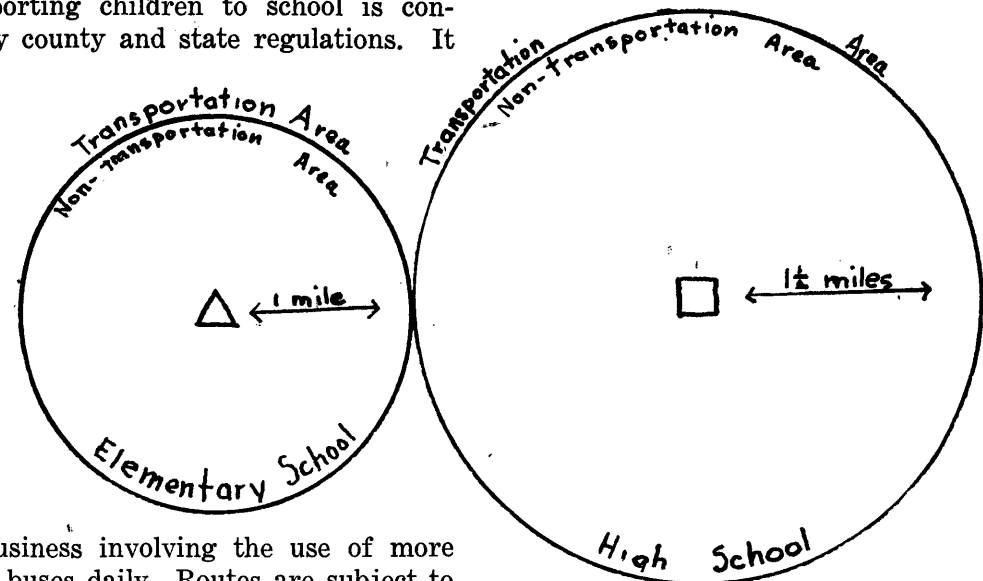 porting children to school is con-
y county and state regulations. It
Transportation Area
Non-transportation Area
1 mile
Elementary School
Transportation Area
Non-transportation Area
1½ miles
High School
usiness involving the use of more
buses daily. Routes are subject to